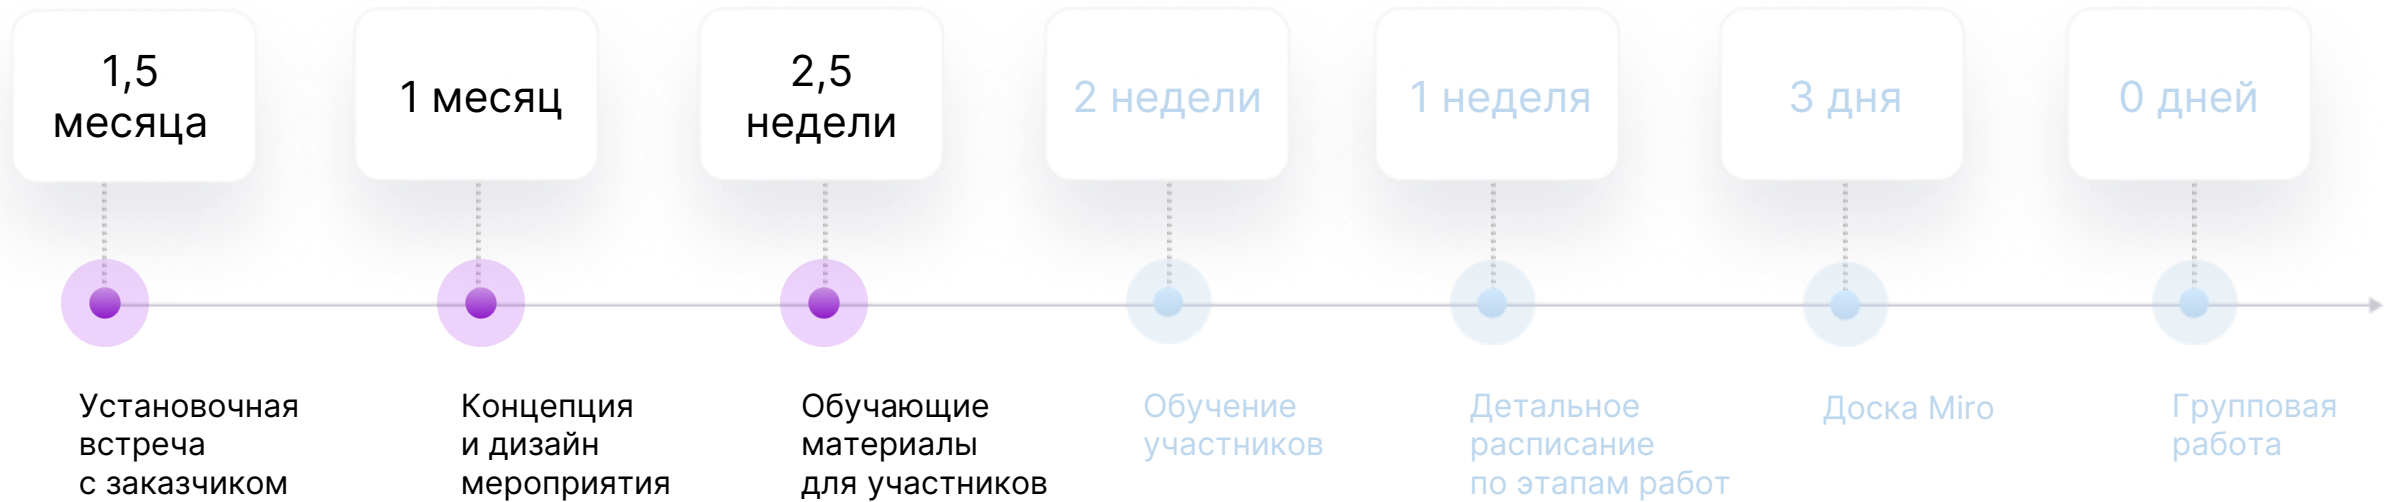 1,5
месяца
1 месяц
2,5
недели
2 недели
1 неделя
3 дня
0 дней
Установочная
встреча
с заказчиком
Концепция
и дизайн
мероприятия
Обучающие
материалы
для участников
Обучение
участников
Детальное
расписание
по этапам работ
Доска Miro
Групповая
работа